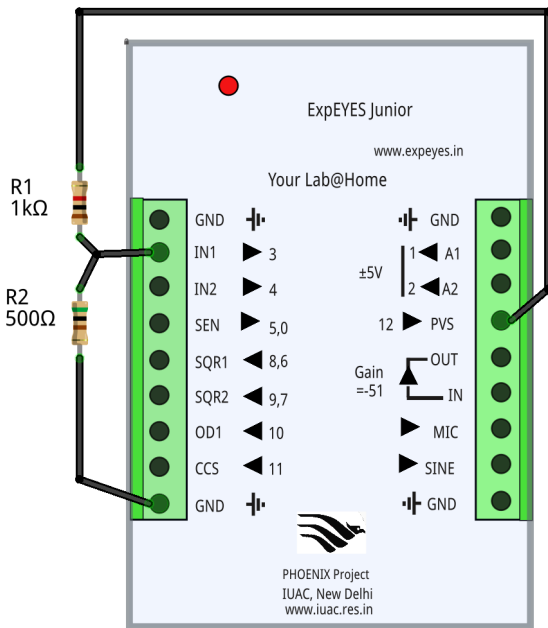 ExpEYES Junior
www.expeyes.in
Your Lab@Home
R1
1kΩ
R2
500Ω
GND
IN1 3
IN2 4
SEN 5,0
SQR1 8,6
SQR2 9,7
OD1 10
CCS 11
GND
GND
±5V
1 A1
2 A2
12 PVS
OUT
Gain
=-51
IN
MIC
SINE
GND
PHOENIX Project
IUAC, New Delhi
www.iuac.res.in